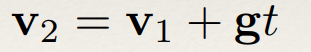 v₂ = v₁ + gt